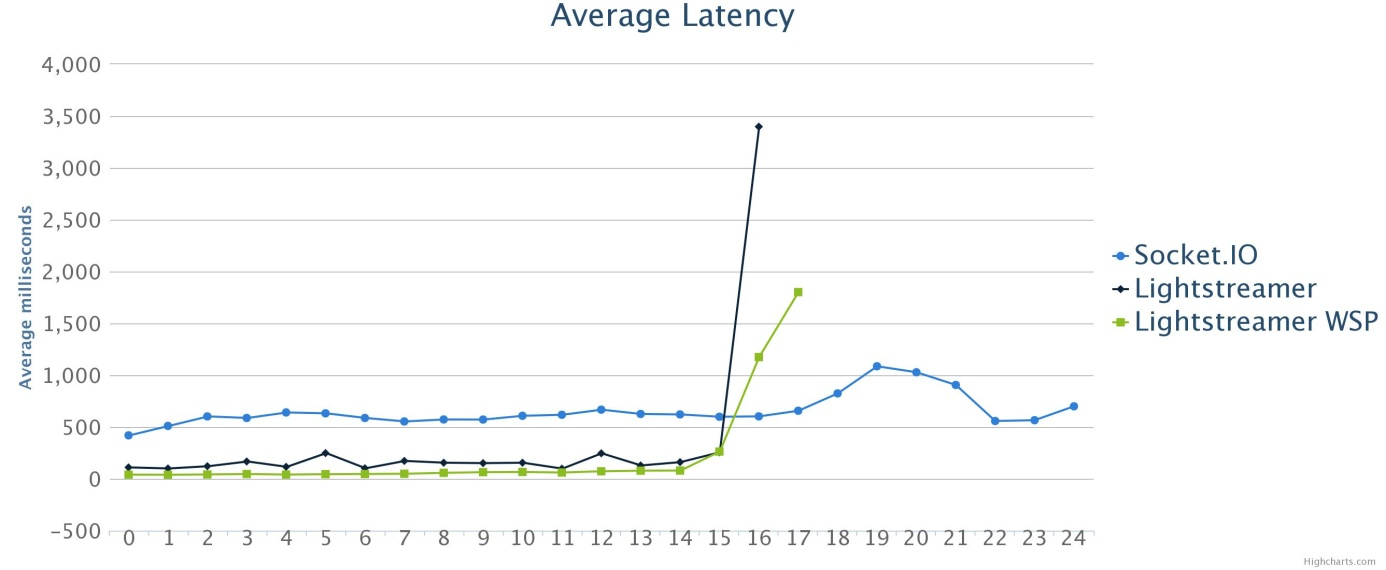 Average Latency
4,000
3,500
3,000
2,500
2,000
1,500
1,000
500
0
-500
Average milliseconds
0 1 2 3 4 5 6 7 8 9 10 11 12 13 14 15 16 17 18 19 20 21 22 23 24
Socket.IO
Lightstreamer
Lightstreamer WSP
Highcharts.com